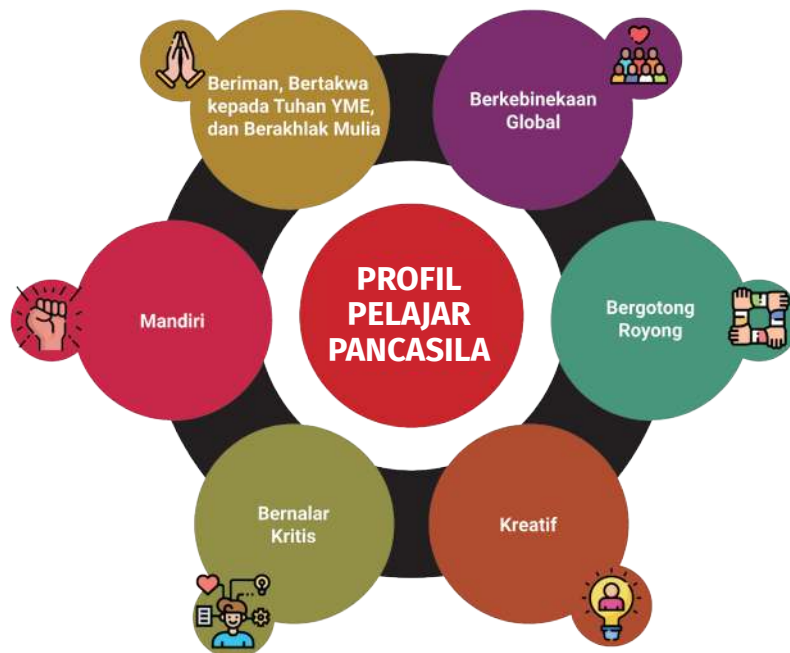 Beriman, Bertakwa
kepada Tuhan YME,
dan Berakhlak Mulia
Berkebinekaan
Global
Mandiri
PROFIL
PELAJAR
PANCASILA
Bergotong
Royong
Bernalar
Kritis
Kreatif